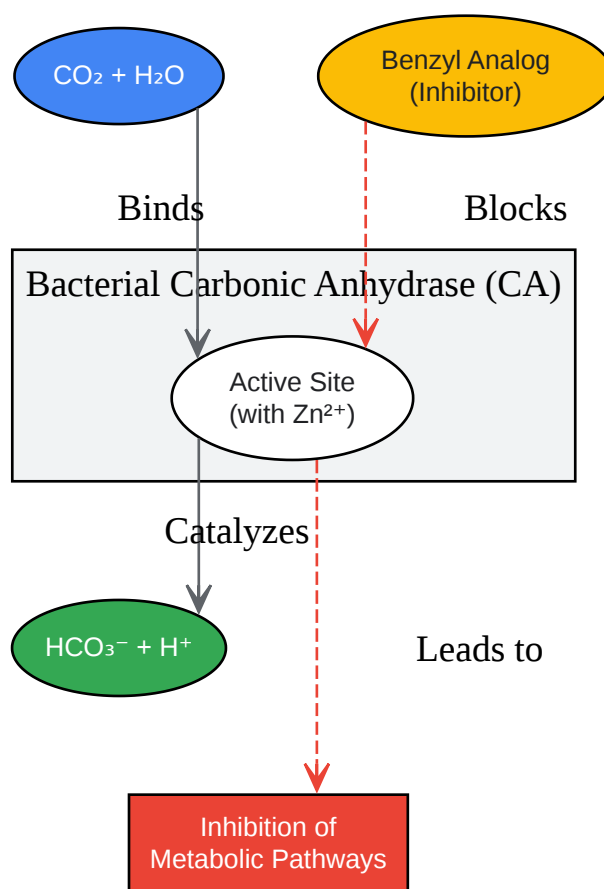 CO₂ + H₂O
Benzyl Analog
(Inhibitor)
Binds
Blocks
Bacterial Carbonic Anhydrase (CA)
Active Site
(with Zn²⁺)
Catalyzes
HCO₃⁻ + H⁺
Leads to
Inhibition of
Metabolic Pathways